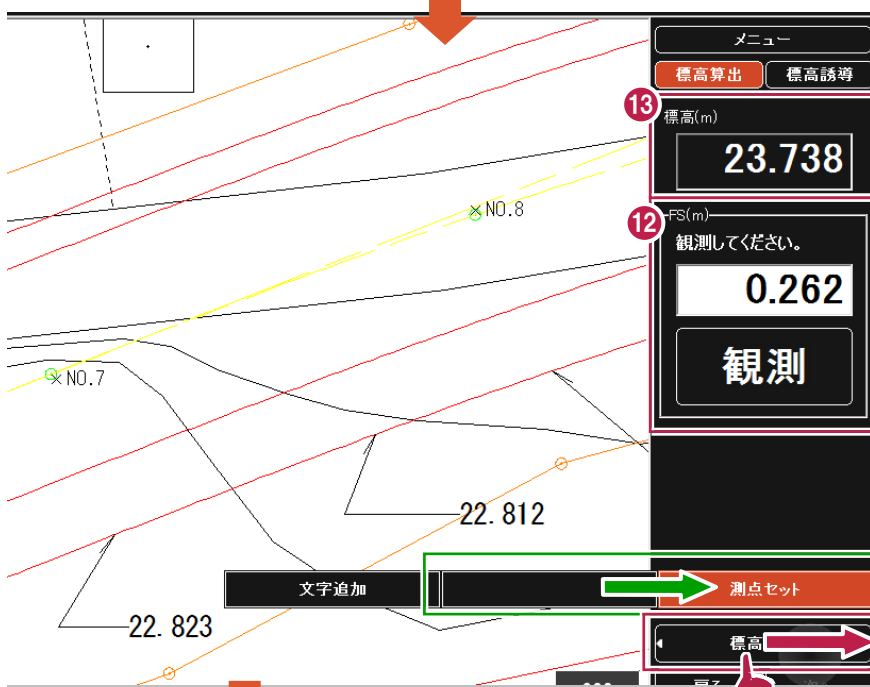 メニュー
標高算出
標高誘導
13
標高(m)
23.738
12
FS(m)
観測してください。
0.262
観測
NO.8
NO.7
22.812
文字追加
測点セット
22.823
標高
戻る